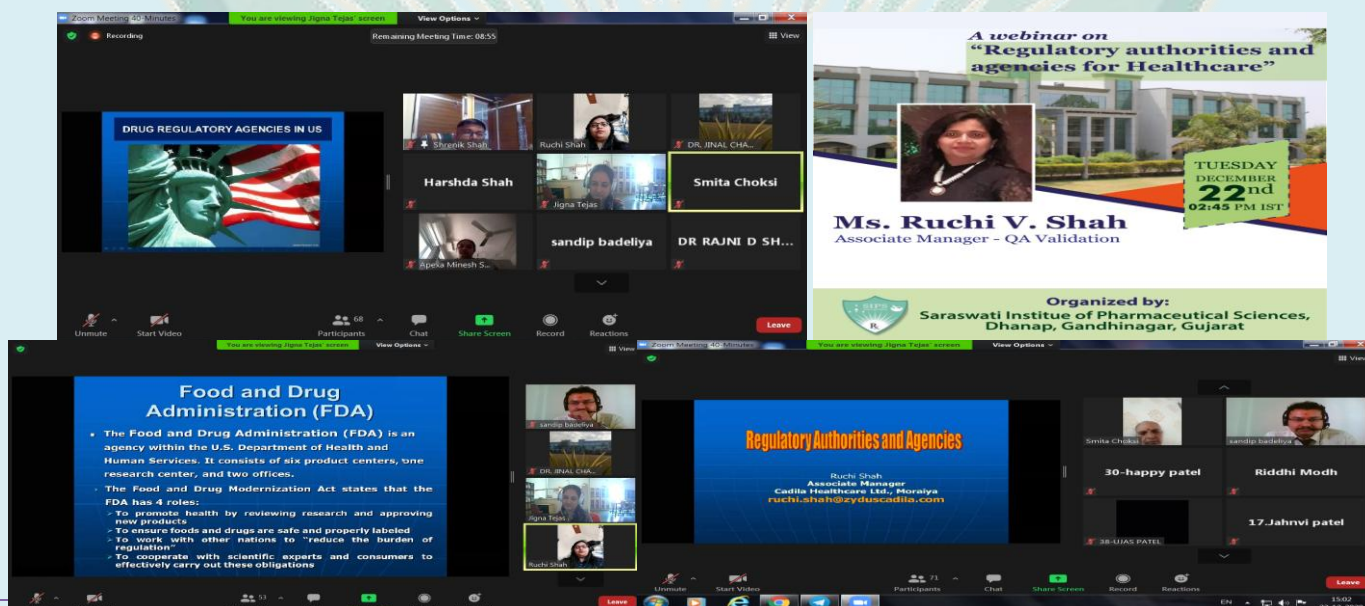 Zoom Meeting 40-Minutes
You are viewing Jigna Tejas' screen
View Options
Recording
Remaining Meeting Time: 08:55
View
DRUG REGULATORY AGENCIES IN US
Shrenik Shah
Ruchi Shah
DR. JINAL CHA...
Harshda Shah
Jigna Tejas
Smita Choksi
Apeka Minesh S...
sandip badeliya
DR RAJNI D SH...
Unmute
Start Video
68
Participants
Chat
Share Screen
Record
Reactions
Leave
A webinar on
“Regulatory authorities and
agencies for Healthcare”
TUESDAY
DECEMBER
22nd
02:45 PM IST
Ms. Ruchi V. Shah
Associate Manager - QA Validation
SIPS
Rx
Organized by:
Saraswati Institue of Pharmaceutical Sciences,
Dhanap, Gandhinagar, Gujarat
You are viewing Jigna Tejas' screen
View Options
View
Food and Drug
Administration (FDA)
The Food and Drug Administration (FDA) is an
agency within the U.S. Department of Health and
Human Services. It consists of six product centers, one
research center, and two offices.
The Food and Drug Modernization Act states that the
FDA has 4 roles:
To promote health by reviewing research and approving
new products
To ensure foods and drugs are safe and properly labeled
To work with other nations to “reduce the burden of
regulation”
To cooperate with scientific experts and consumers to
effectively carry out these obligations
sandip badeliya
DR. JINAL CHA...
Jigna Tejas
Ruchi Shah
53
Leave
Zoom Meeting 40-Minutes
You are viewing Jigna Tejas' screen
View Options
View
Regulatory Authorities and Agencies
Ruchi Shah
Associate Manager
Cadila Healthcare Ltd., Moraiya
ruchi.shah@zyduscadila.com
Smita Choksi
sandip badeliya
30-happy patel
Riddhi Modh
38-UJAS PATEL
17.Jahnvi patel
Unmute
Start Video
71
Participants
Chat
Share Screen
Record
Reactions
Leave
EN
15:02